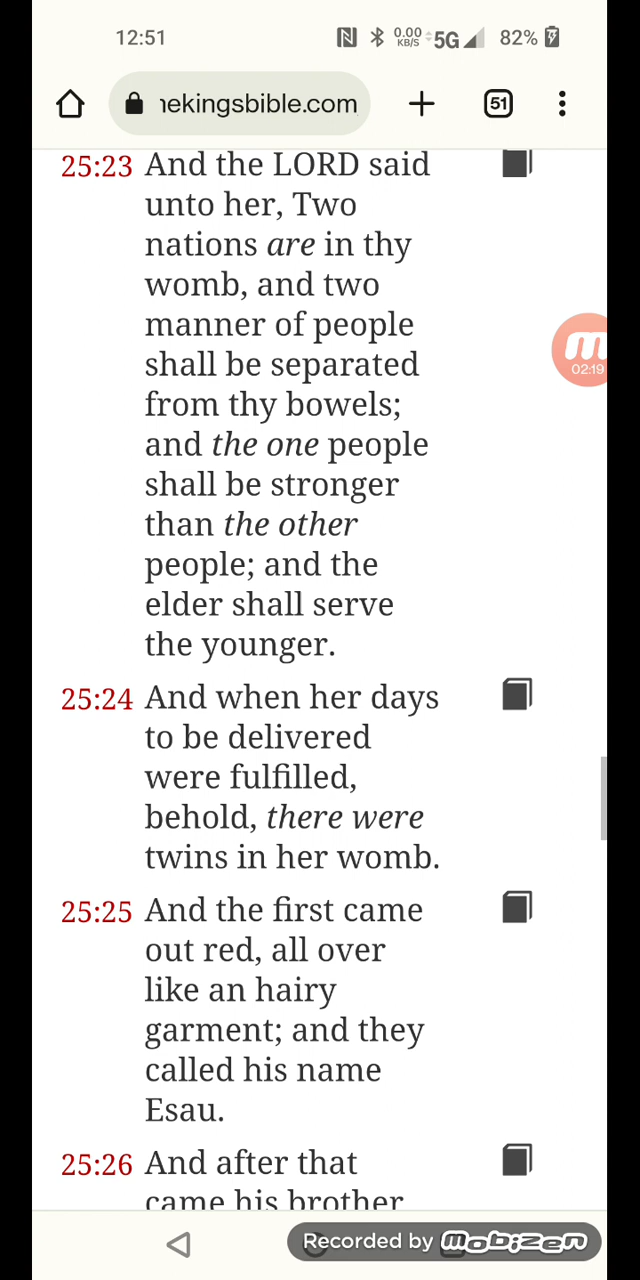 12:51 0.00 KB/S 5G 82%
nekingsbible.com 51
25:23 And the LORD said
unto her, Two
nations are in thy
womb, and two
manner of people
shall be separated
from thy bowels;
and the one people
shall be stronger
than the other
people; and the
elder shall serve
the younger.
02:19
25:24 And when her days
to be delivered
were fulfilled,
behold, there were
twins in her womb.
25:25 And the first came
out red, all over
like an hairy
garment; and they
called his name
Esau.
25:26 And after that
came his brother
Recorded by mobizen